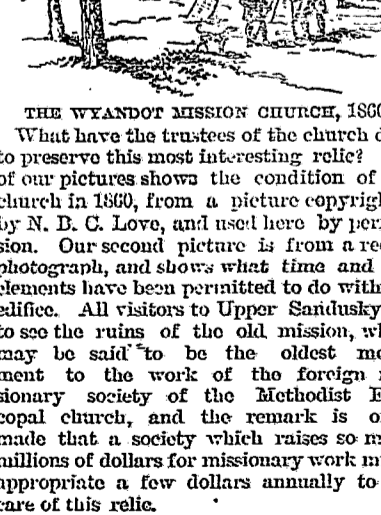 THE WYANDOT MISSION CHURCH, 1860
What have the trustees of the church d
to preserve this most interesting relic?
of our pictures shows the condition of
church in 1860, from a picture copyrigh
by N. B. C. Love, and used here by per
sion. Our second picture is from a rec
photograph, and shows what time and
elements have been permitted to do with
edifice. All visitors to Upper Sandusky
to see the ruins of the old mission, wh
may be said to be the oldest mo
ment to the work of the foreign
sionary society of the Methodist E
copal church, and the remark is o
made that a society which raises so m
millions of dollars for missionary work m
appropriate a few dollars annually to
care of this relic.